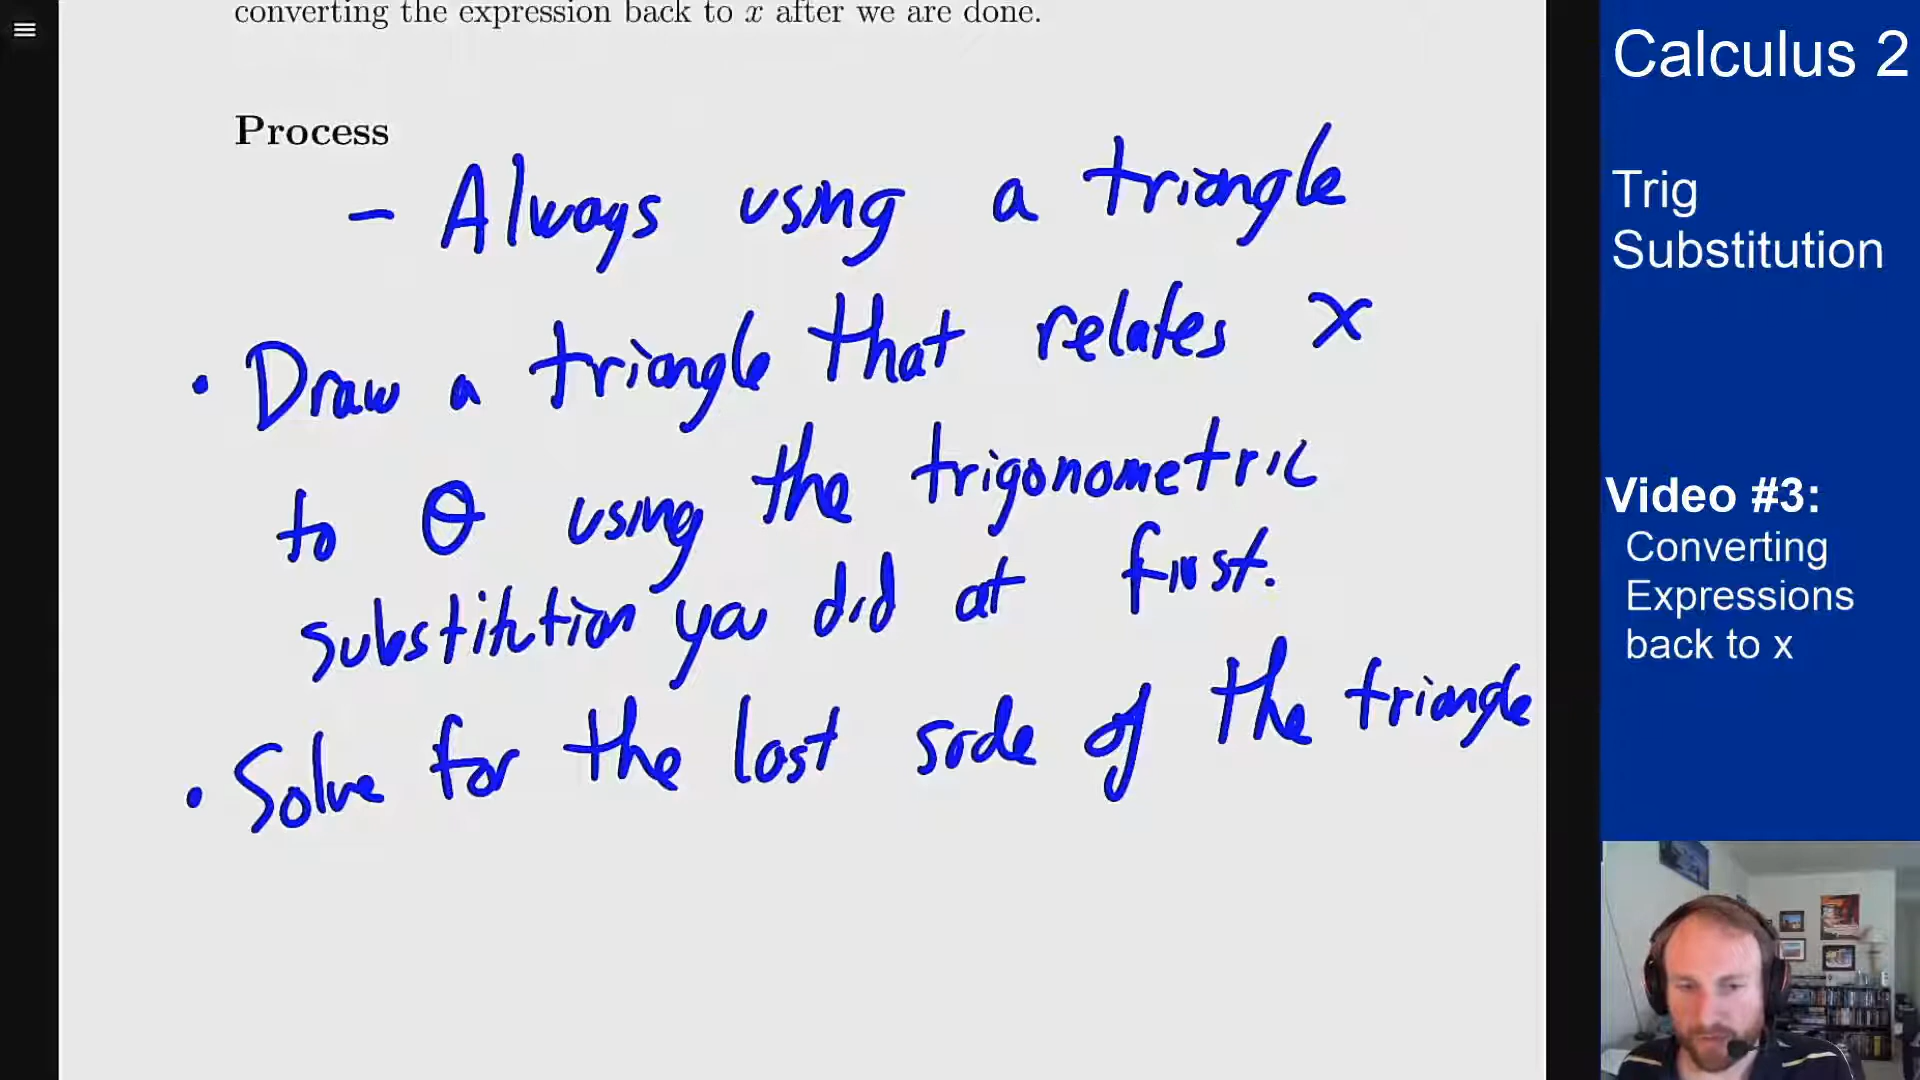 converting the expression back to x after we are done.
Process
- Always using a triangle
• Draw a triangle that relates x
to θ using the trigonometric
substitution you did at first.
• Solve for the last side of the triangle
Calculus 2
Trig
Substitution
Video #3:
Converting
Expressions
back to x